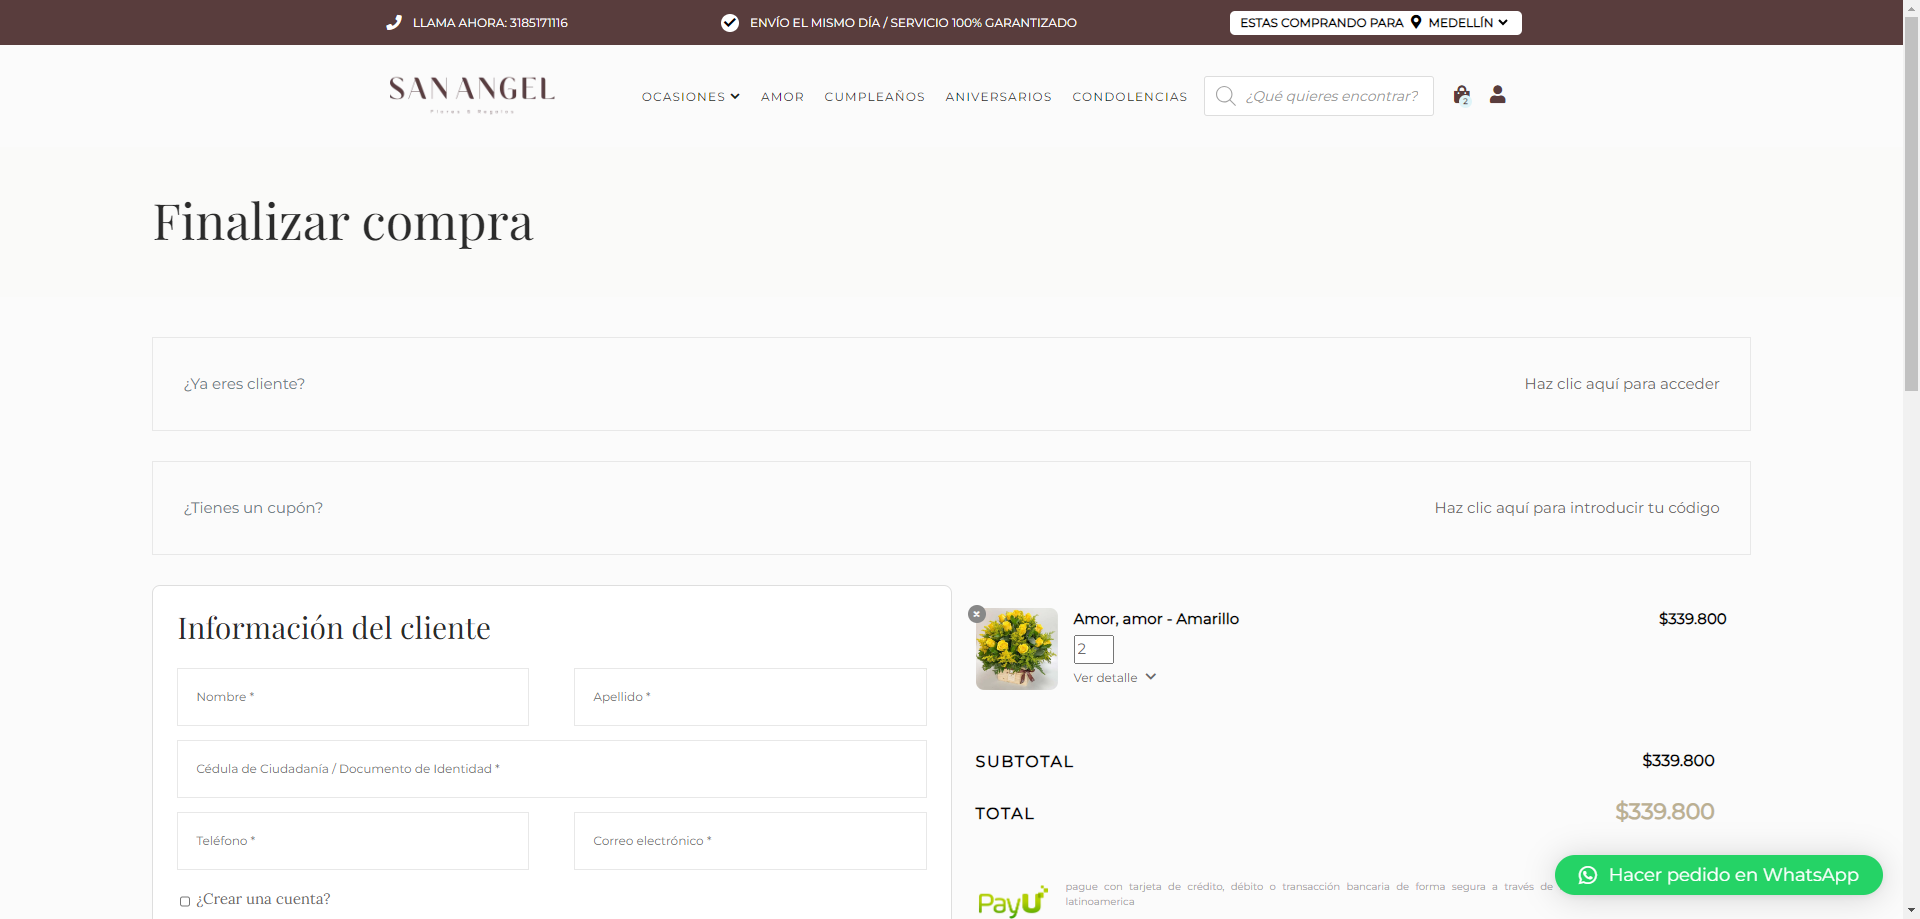 LLAMA AHORA: 3185171116
ENVÍO EL MISMO DÍA / SERVICIO 100% GARANTIZADO
ESTAS COMPRANDO PARA MEDELLÍN
SAN ANGEL
Flores & Regalos
OCASIONES
AMOR
CUMPLEAÑOS
ANIVERSARIOS
CONDOLENCIAS
¿Qué quieres encontrar?
2
Finalizar compra
¿Ya eres cliente?
Haz clic aquí para acceder
¿Tienes un cupón?
Haz clic aquí para introducir tu código
Información del cliente
Nombre *
Apellido *
Cédula de Ciudadanía / Documento de Identidad *
Teléfono *
Correo electrónico *
¿Crear una cuenta?
Amor, amor - Amarillo
$339.800
2
Ver detalle
SUBTOTAL
$339.800
TOTAL
$339.800
PayU
pague con tarjeta de crédito, débito o transacción bancaria de forma segura a través de
latinoamerica
Hacer pedido en WhatsApp